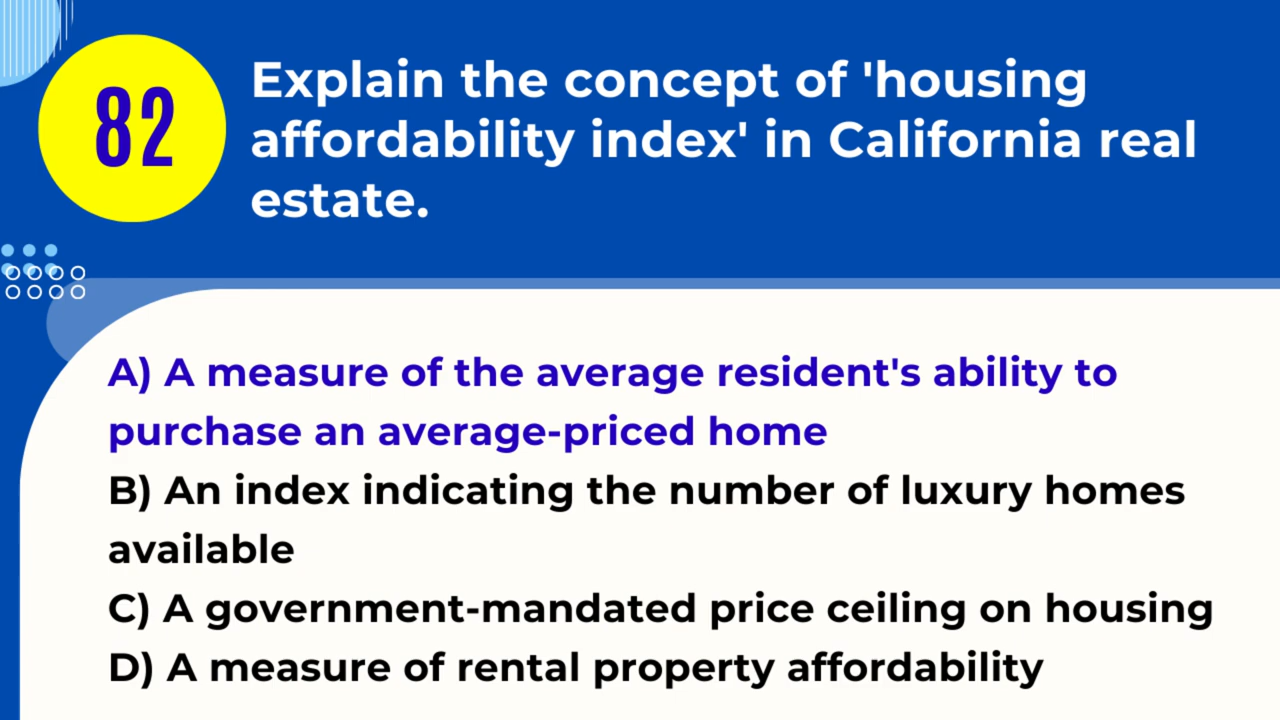 82
Explain the concept of 'housing
affordability index' in California real
estate.
A) A measure of the average resident's ability to
purchase an average-priced home
B) An index indicating the number of luxury homes
available
C) A government-mandated price ceiling on housing
D) A measure of rental property affordability